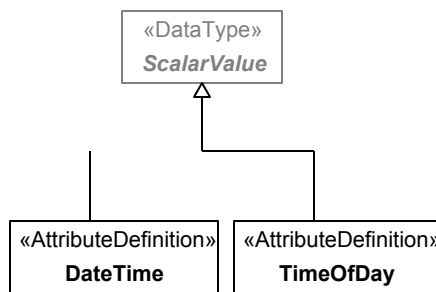 «DataType»
ScalarValue
«AttributeDefinition»
DateTime
«AttributeDefinition»
TimeOfDay